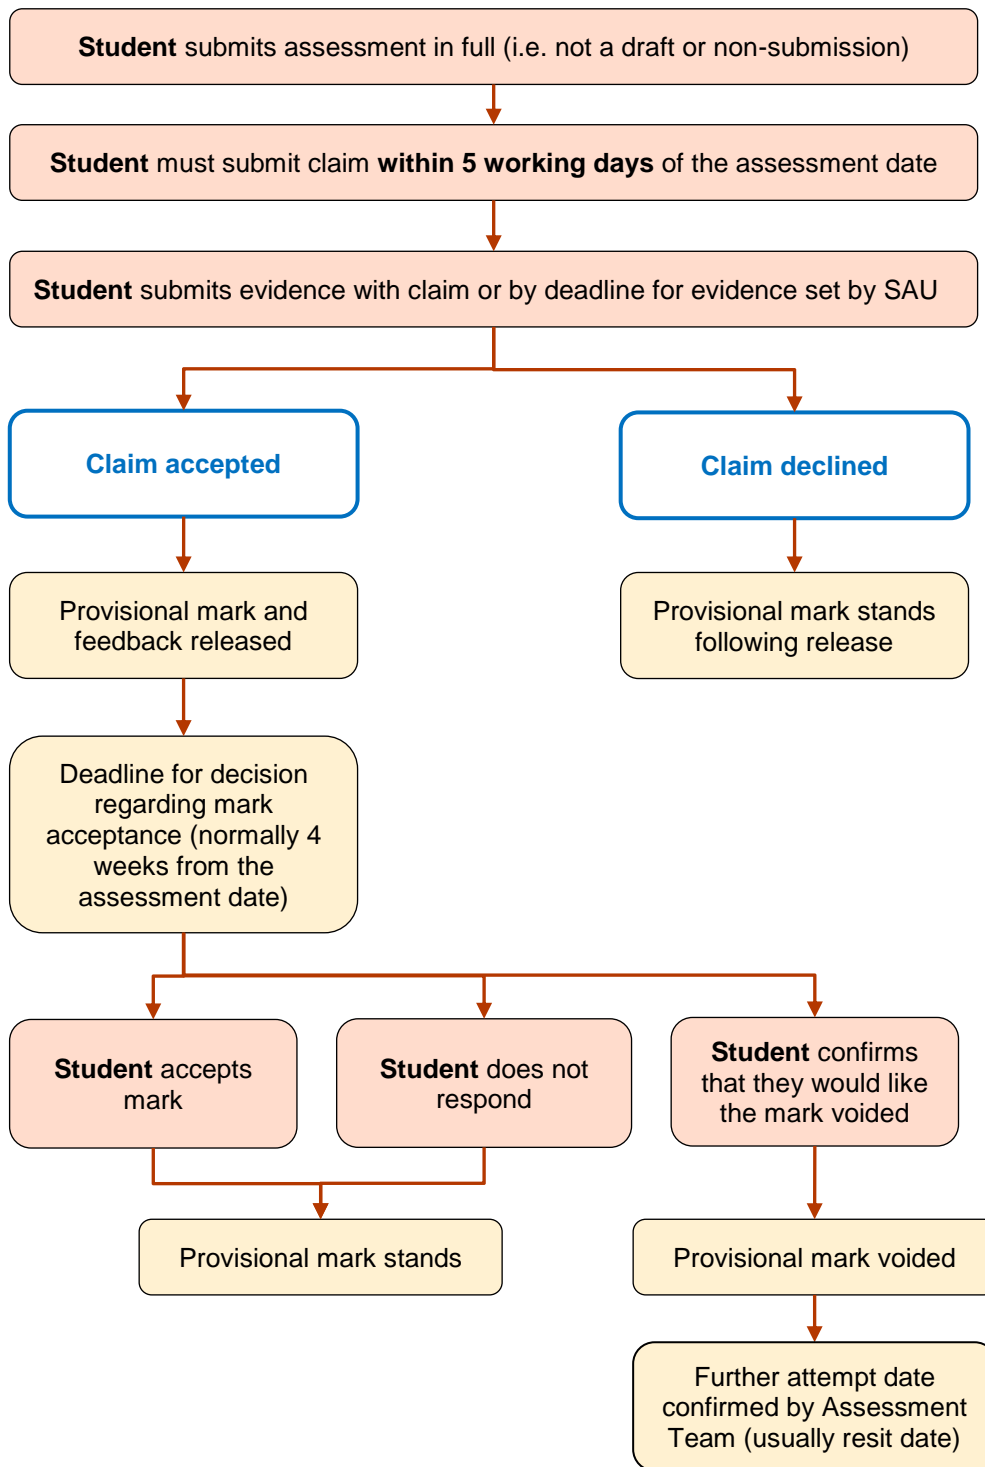 Student submits assessment in full (i.e. not a draft or non-submission)
Student must submit claim within 5 working days of the assessment date
Student submits evidence with claim or by deadline for evidence set by SAU
Claim accepted
Claim declined
Provisional mark and
feedback released
Provisional mark stands
following release
Deadline for decision
regarding mark
acceptance (normally 4
weeks from the
assessment date)
Student accepts
mark
Student does not
respond
Student confirms
that they would like
the mark voided
Provisional mark stands
Provisional mark voided
Further attempt date
confirmed by Assessment
Team (usually resit date)